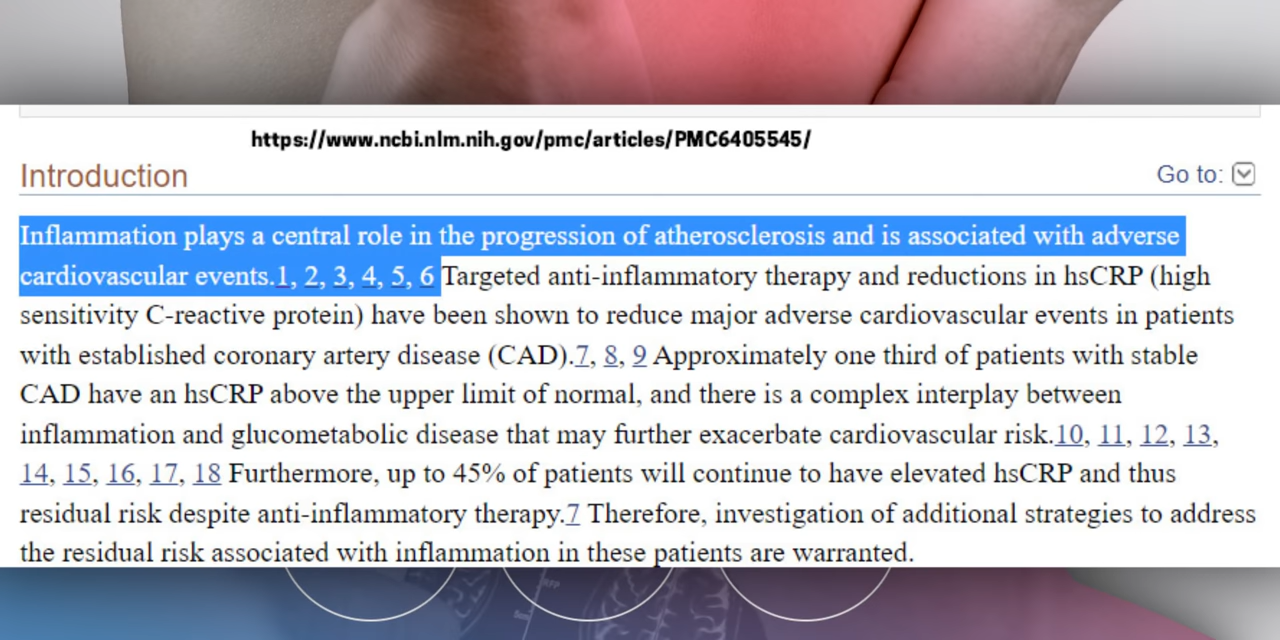 https://www.ncbi.nlm.nih.gov/pmc/articles/PMC6405545/
Introduction
Go to:
Inflammation plays a central role in the progression of atherosclerosis and is associated with adverse
cardiovascular events.1, 2, 3, 4, 5, 6 Targeted anti-inflammatory therapy and reductions in hsCRP (high
sensitivity C-reactive protein) have been shown to reduce major adverse cardiovascular events in patients
with established coronary artery disease (CAD).7, 8, 9 Approximately one third of patients with stable
CAD have an hsCRP above the upper limit of normal, and there is a complex interplay between
inflammation and glucometabolic disease that may further exacerbate cardiovascular risk.10, 11, 12, 13,
14, 15, 16, 17, 18 Furthermore, up to 45% of patients will continue to have elevated hsCRP and thus
residual risk despite anti-inflammatory therapy.7 Therefore, investigation of additional strategies to address
the residual risk associated with inflammation in these patients are warranted.